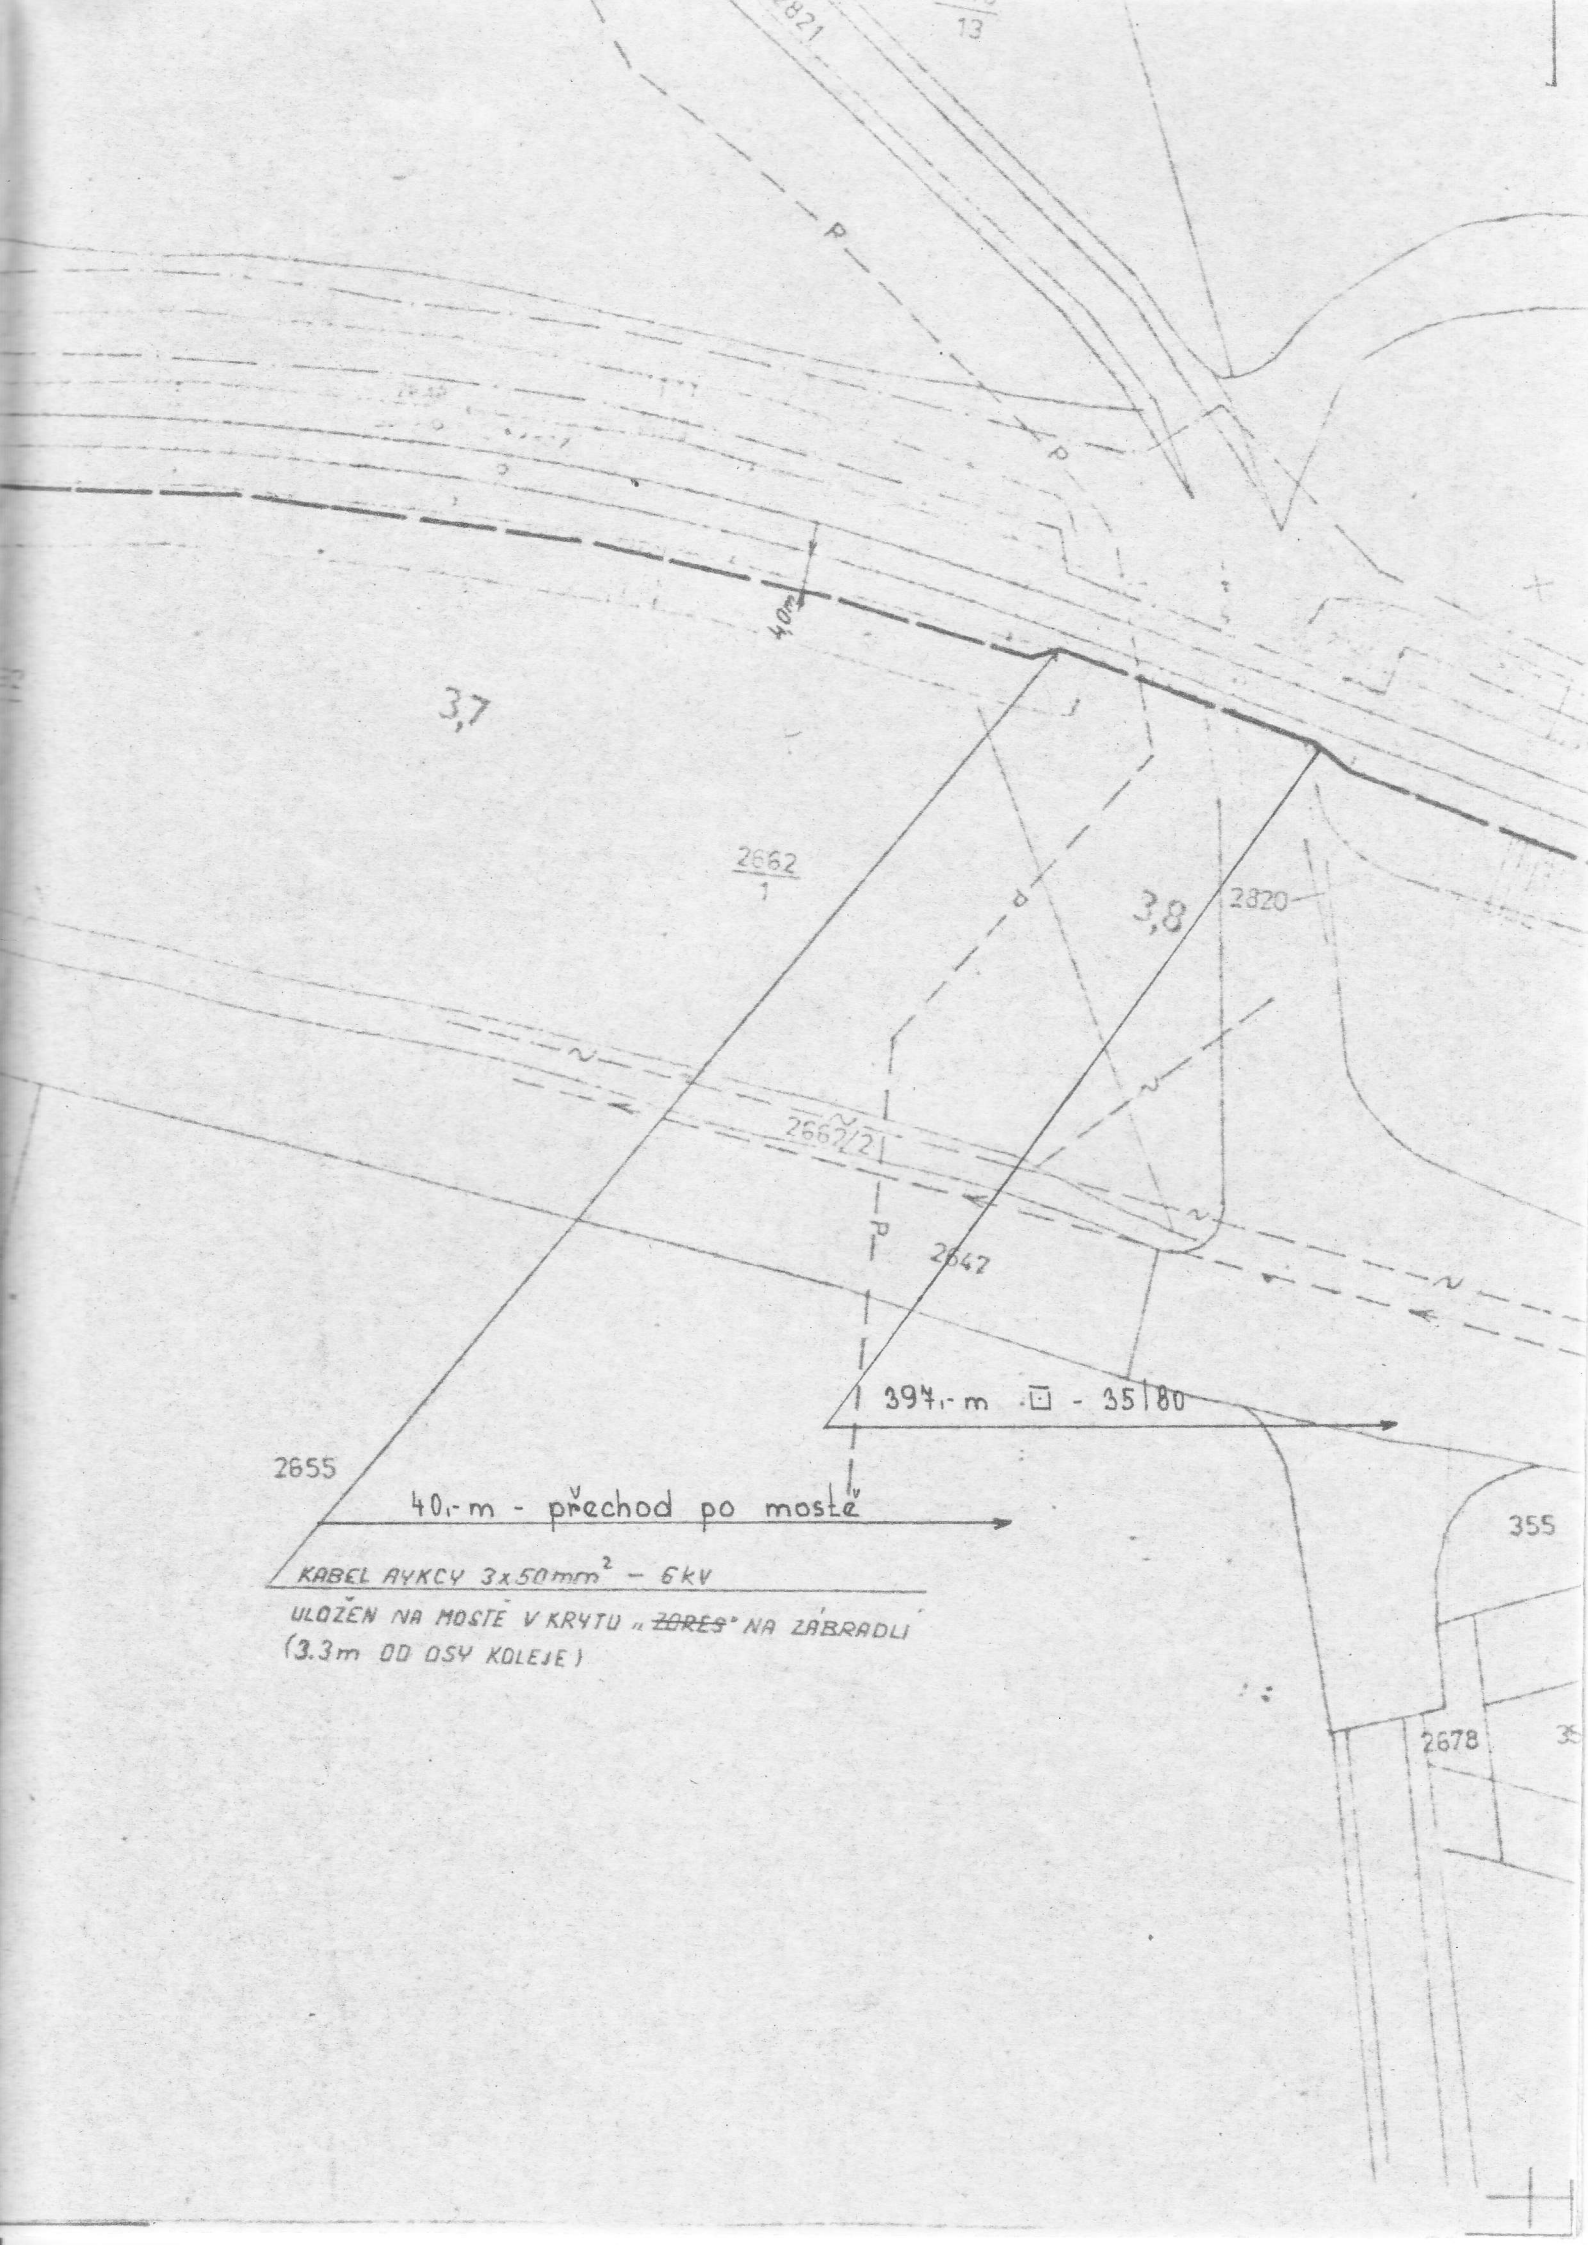 2821
13
4,0m
3,7
2662
1
3,8
2820
2662/2
2647
397,-m ⊡ - 35/80
2655
40,-m - přechod po mostě
355
KABEL AYKCY 3x50mm² - 6kV
ULOŽEN NA MOSTĚ V KRYTU „ZORES" NA ZÁBRADLÍ
(3.3m OD OSY KOLEJE)
2678